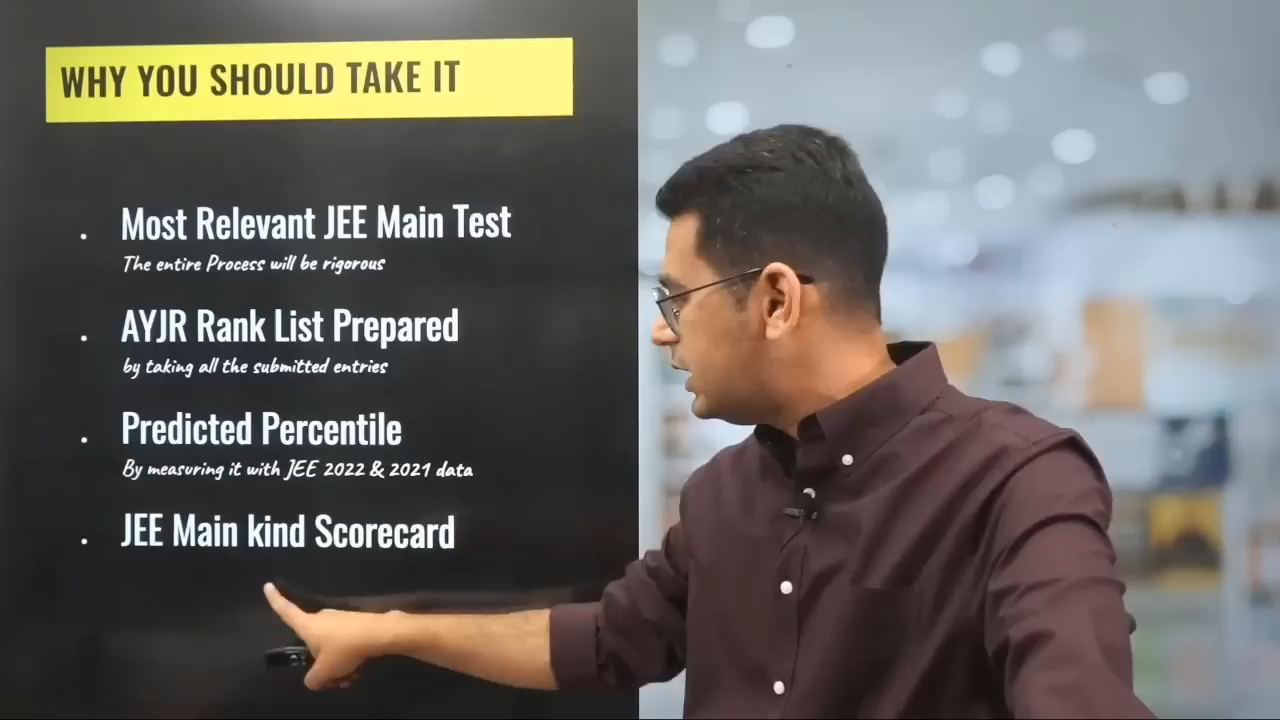 WHY YOU SHOULD TAKE IT
. Most Relevant JEE Main Test
The entire Process will be rigorous
. AYJR Rank List Prepared
by taking all the submitted entries
. Predicted Percentile
By measuring it with JEE 2022 & 2021 data
. JEE Main kind Scorecard